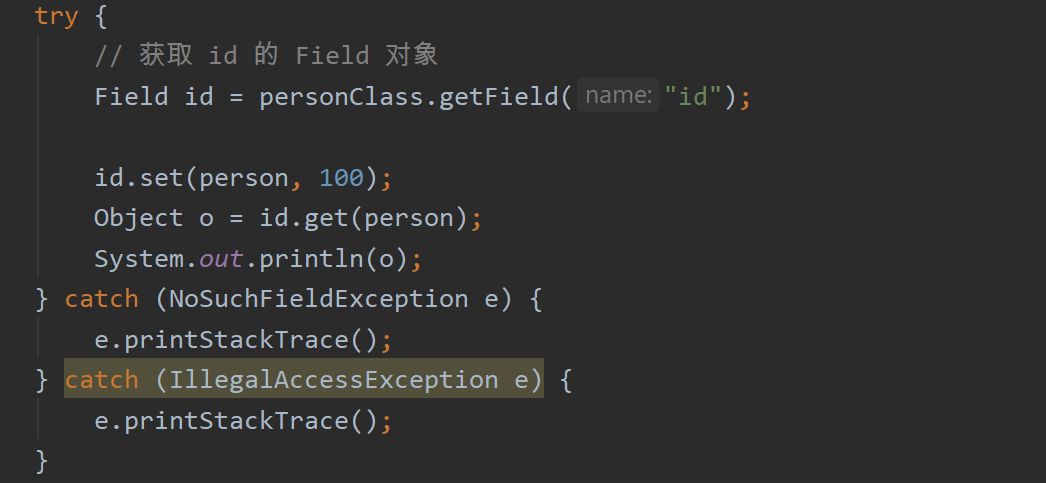 try {
// 获取 id 的 Field 对象
Field id = personClass.getField( name: "id");
id.set(person, 100);
Object o = id.get(person);
System.out.println(o);
} catch (NoSuchFieldException e) {
e.printStackTrace();
} catch (IllegalAccessException e) {
e.printStackTrace();
}